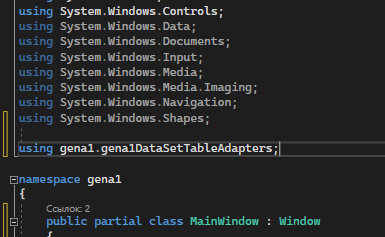 using System.Windows.Controls;
using System.Windows.Data;
using System.Windows.Documents;
using System.Windows.Input;
using System.Windows.Media;
using System.Windows.Media.Imaging;
using System.Windows.Navigation;
using System.Windows.Shapes;
using gena1.gena1DataSetTableAdapters;
namespace gena1
{
Ссылок: 2
public partial class MainWindow : Window
{